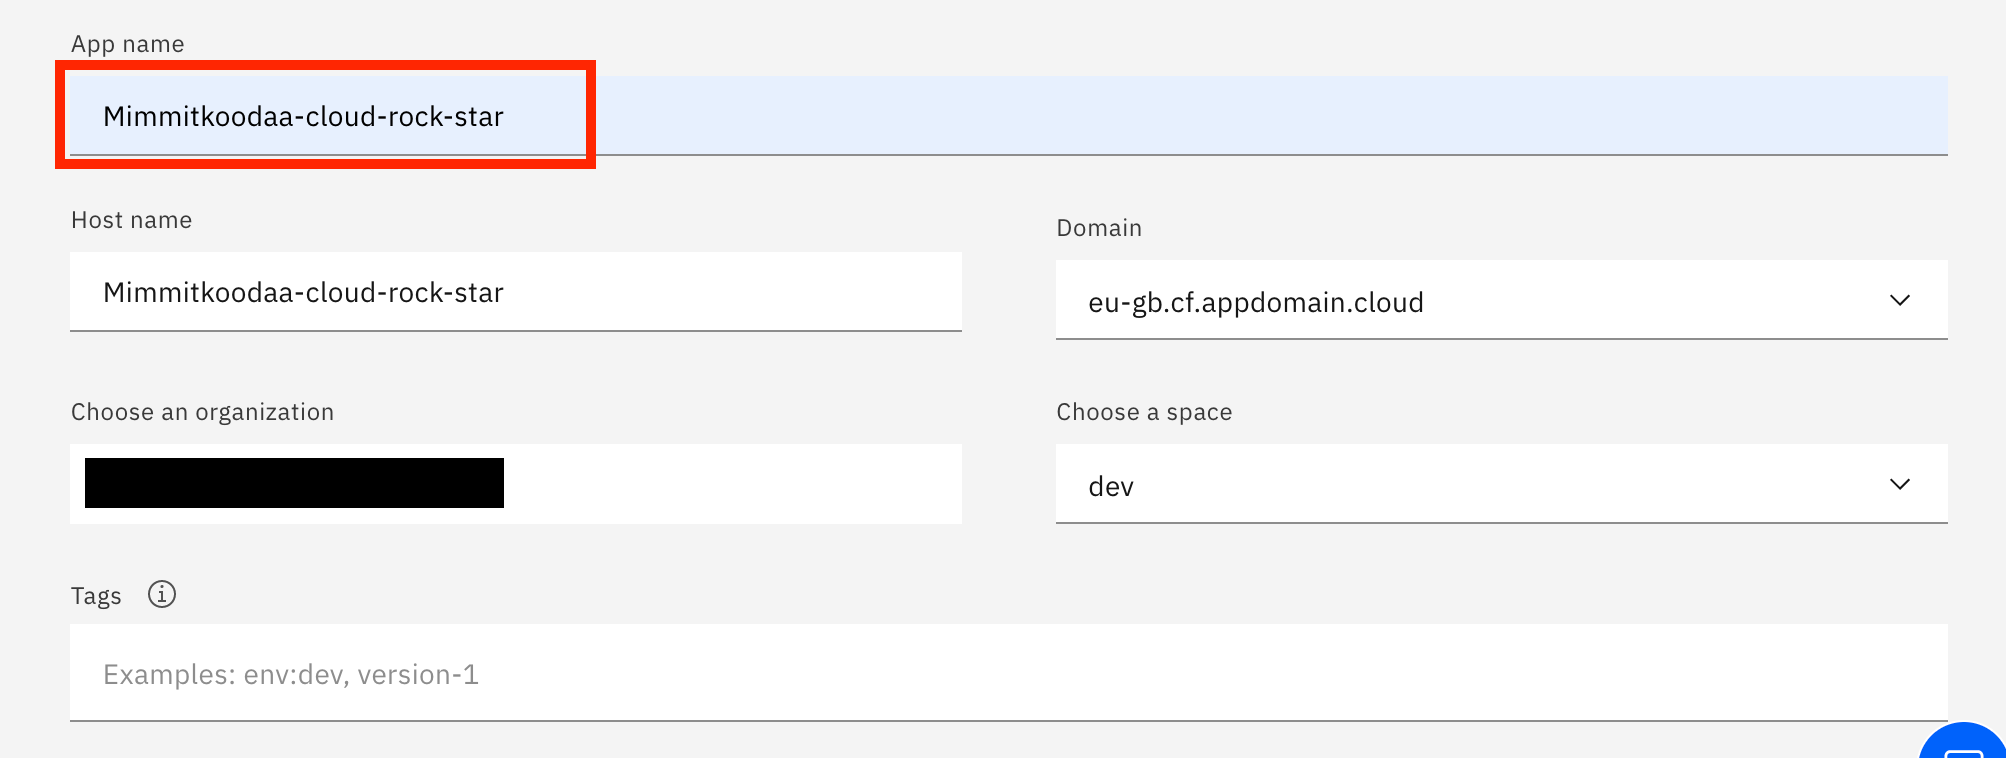 App name
Mimmitkoodaa-cloud-rock-star
Host name
Mimmitkoodaa-cloud-rock-star
Domain
eu-gb.cf.appdomain.cloud
Choose an organization
Choose a space
dev
Tags
Examples: env:dev, version-1